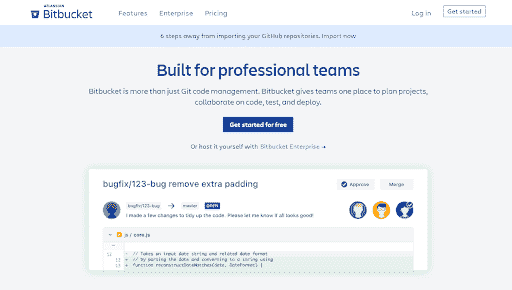 ATLASSIAN
Bitbucket
Features Enterprise Pricing
Log in
Get started
6 steps away from importing your GitHub repositories. Import now
Built for professional teams
Bitbucket is more than just Git code management. Bitbucket gives teams one place to plan projects,
collaborate on code, test, and deploy.
Get started for free
Or host it yourself with Bitbucket Enterprise →
bugfix/123-bug remove extra padding
Approve
Merge
bugfix/123-bug → master OPEN
I made a few changes to tidy up the code. Please let me know if all looks good!
js / core.js
// Takes an input date string and related date format
+ // by parsing the date and converting to a string using
+ function reconstructDateMatches(date, dateFormat) {